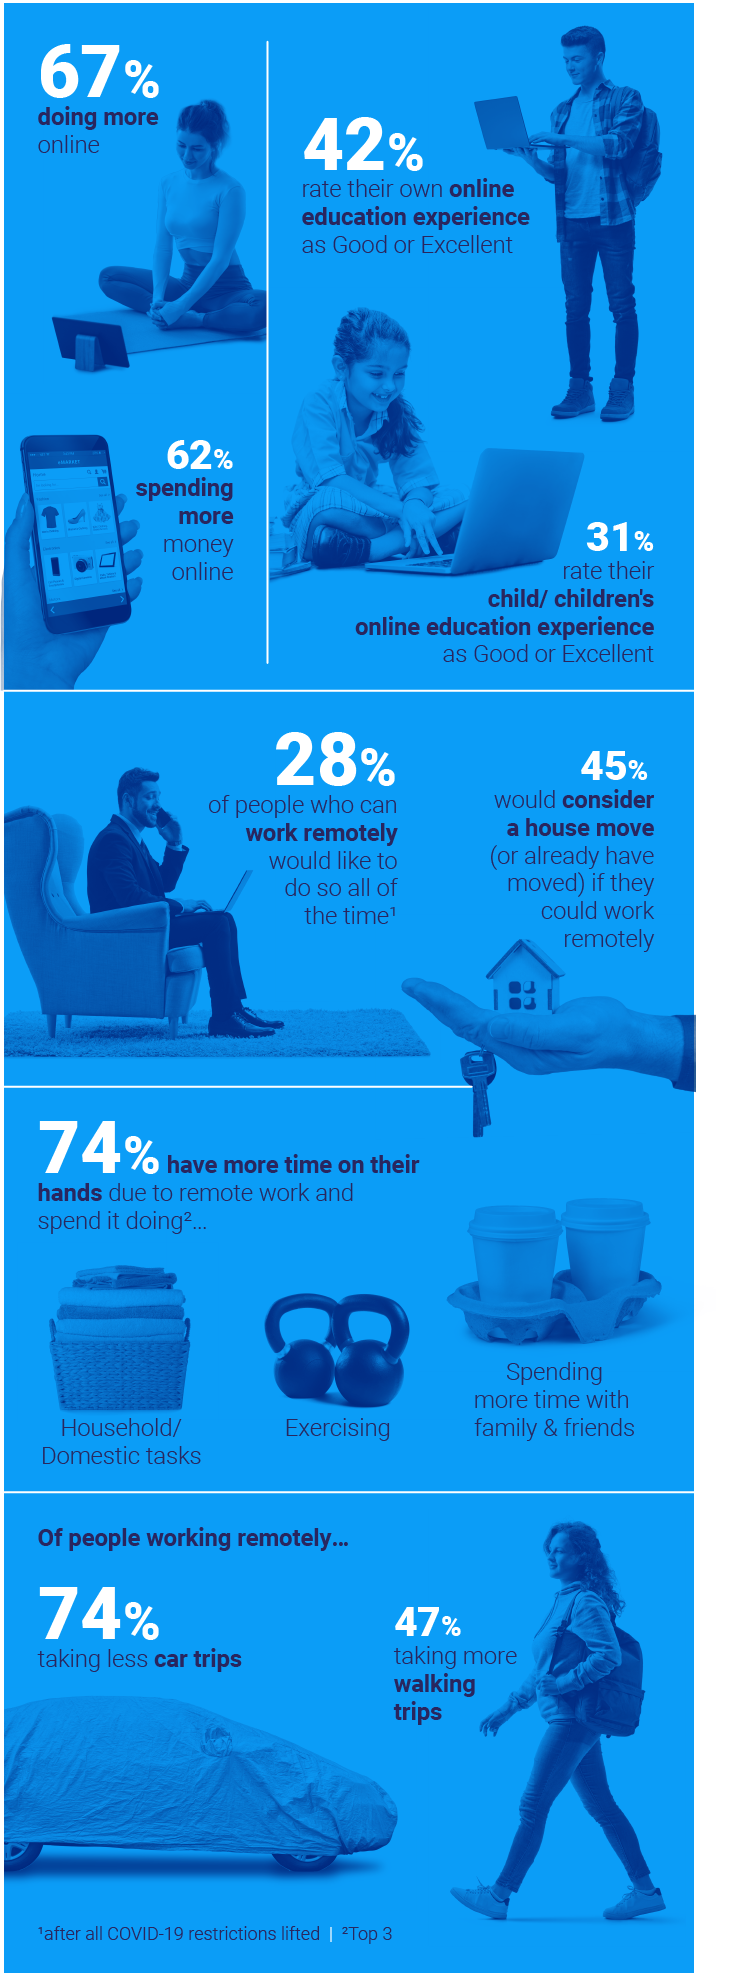 67%
doing more
online
62%
spending
more
money
online
42%
rate their own online
education experience
as Good or Excellent
31%
rate their
child/ children's
online education experience
as Good or Excellent
28%
of people who can
work remotely
would like to
do so all of
the time¹
45%
would consider
a house move
(or already have
moved) if they
could work
remotely
74% have more time on their
hands due to remote work and
spend it doing²...
Household/
Domestic tasks
Exercising
Spending
more time with
family & friends
Of people working remotely...
74%
taking less car trips
47%
taking more
walking
trips
¹after all COVID-19 restrictions lifted | ²Top 3